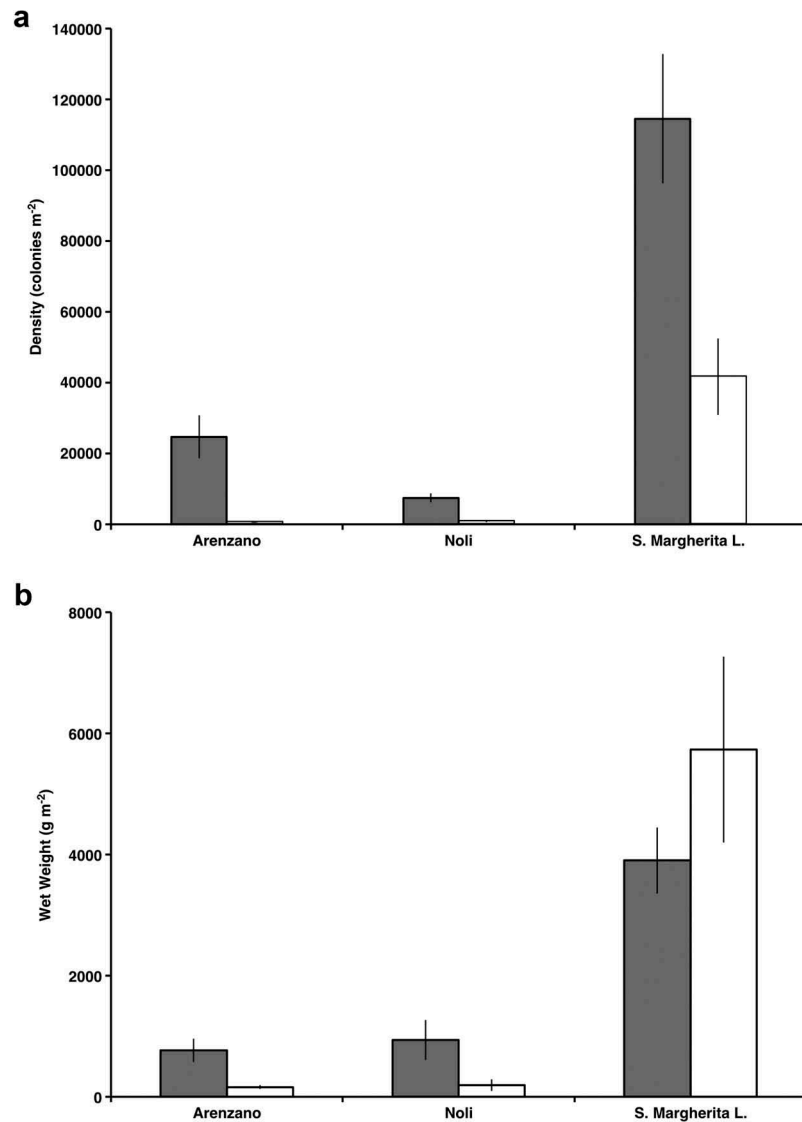 a
140000
120000
100000
80000
60000
40000
20000
0
Density (colonies m⁻²)
Arenzano Noli S. Margherita L.
b
8000
6000
4000
2000
0
Wet Weight (g m⁻²)
Arenzano Noli S. Margherita L.